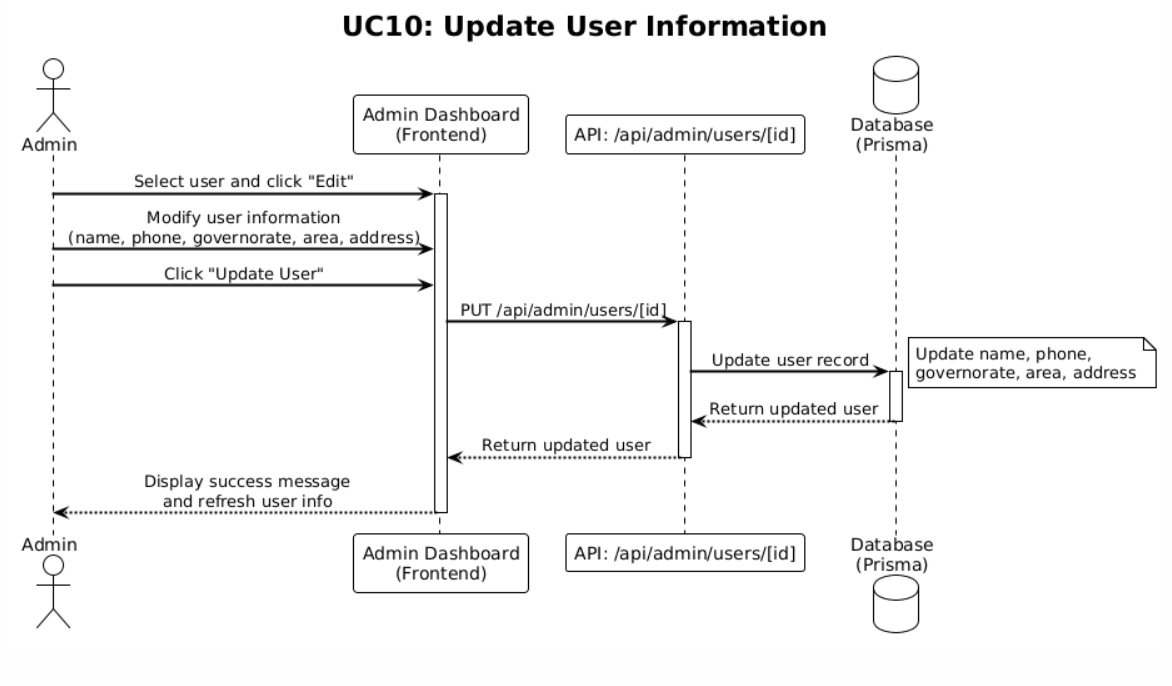 UC10: Update User Information
Admin
Admin Dashboard
(Frontend)
API: /api/admin/users/[id]
Database
(Prisma)
Select user and click "Edit"
Modify user information
(name, phone, governorate, area, address)
Click "Update User"
PUT /api/admin/users/[id]
Update user record
Update name, phone,
governorate, area, address
Return updated user
Return updated user
Display success message
and refresh user info
Admin
Admin Dashboard
(Frontend)
API: /api/admin/users/[id]
Database
(Prisma)